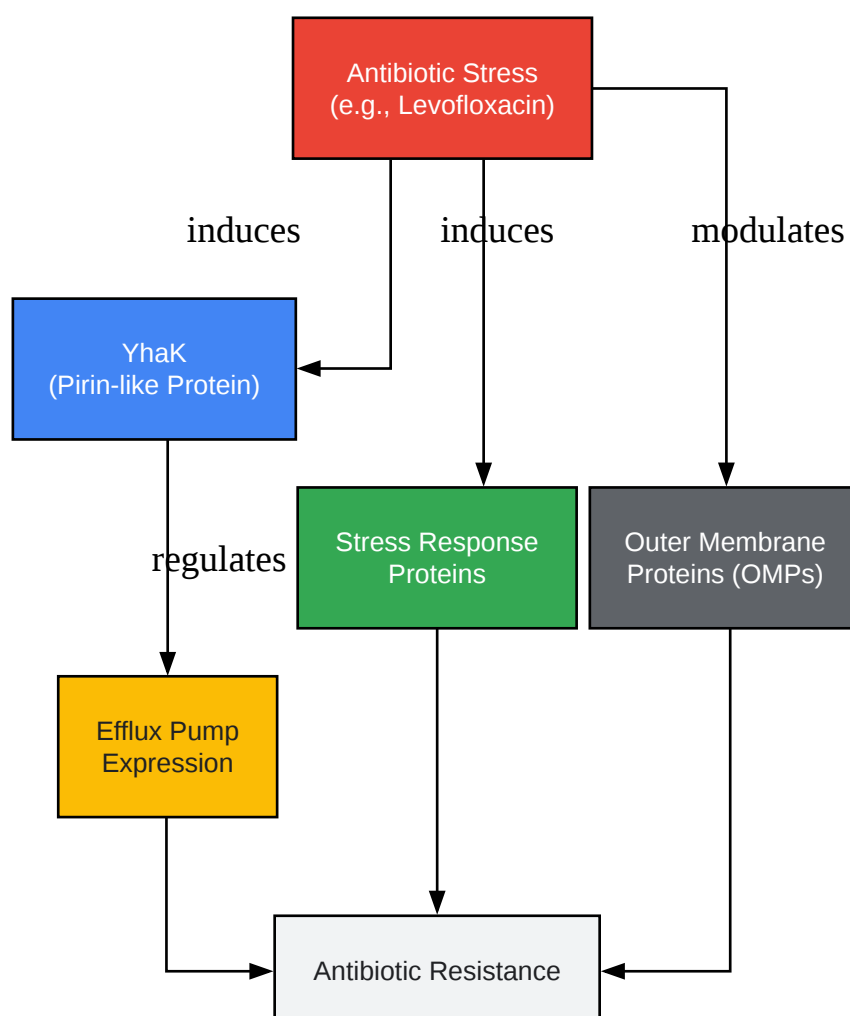 Antibiotic Stress
(e.g., Levofloxacin)
induces
induces
modulates
YhaK
(Pirin-like Protein)
Stress Response
Proteins
Outer Membrane
Proteins (OMPs)
regulates
Efflux Pump
Expression
Antibiotic Resistance